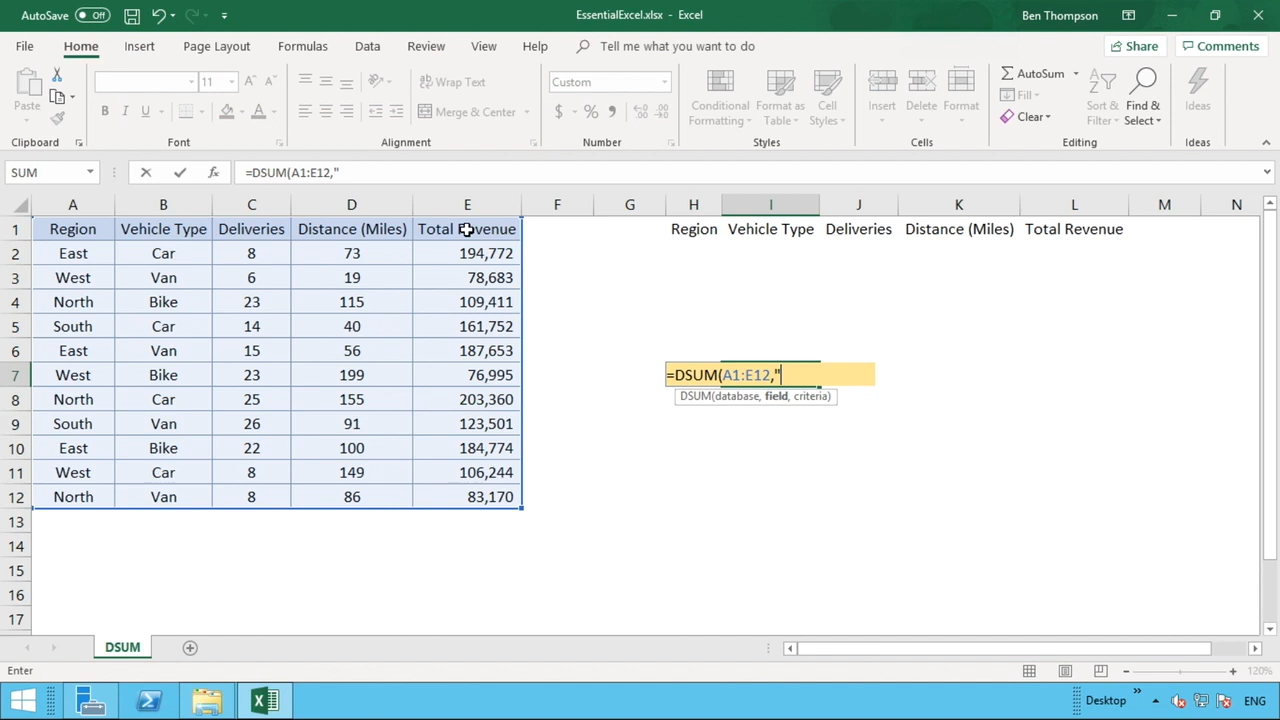 AutoSave Off EssentialExcel.xlsx - Excel Ben Thompson
File Home Insert Page Layout Formulas Data Review View Help Tell me what you want to do Share Comments
Paste 11 Wrap Text Custom Conditional Formatting Format as Table Cell Styles Insert Delete Format AutoSum Sort & Filter Find & Select Ideas
B I U Merge & Center $ % Fill
Clear
Clipboard Font Alignment Number Styles Cells Editing Ideas
SUM fx =DSUM(A1:E12,"
A B C D E F G H I J K L M N
1 Region Vehicle Type Deliveries Distance (Miles) Total Revenue Region Vehicle Type Deliveries Distance (Miles) Total Revenue
2 East Car 8 73 194,772
3 West Van 6 19 78,683
4 North Bike 23 115 109,411
5 South Car 14 40 161,752
6 East Van 15 56 187,653
7 West Bike 23 199 76,995 =DSUM(A1:E12,"
8 North Car 25 155 203,360 DSUM(database, field, criteria)
9 South Van 26 91 123,501
10 East Bike 22 100 184,774
11 West Car 8 149 106,244
12 North Van 8 86 83,170
13
14
15
16
17
DSUM
Enter 120%
Desktop ENG